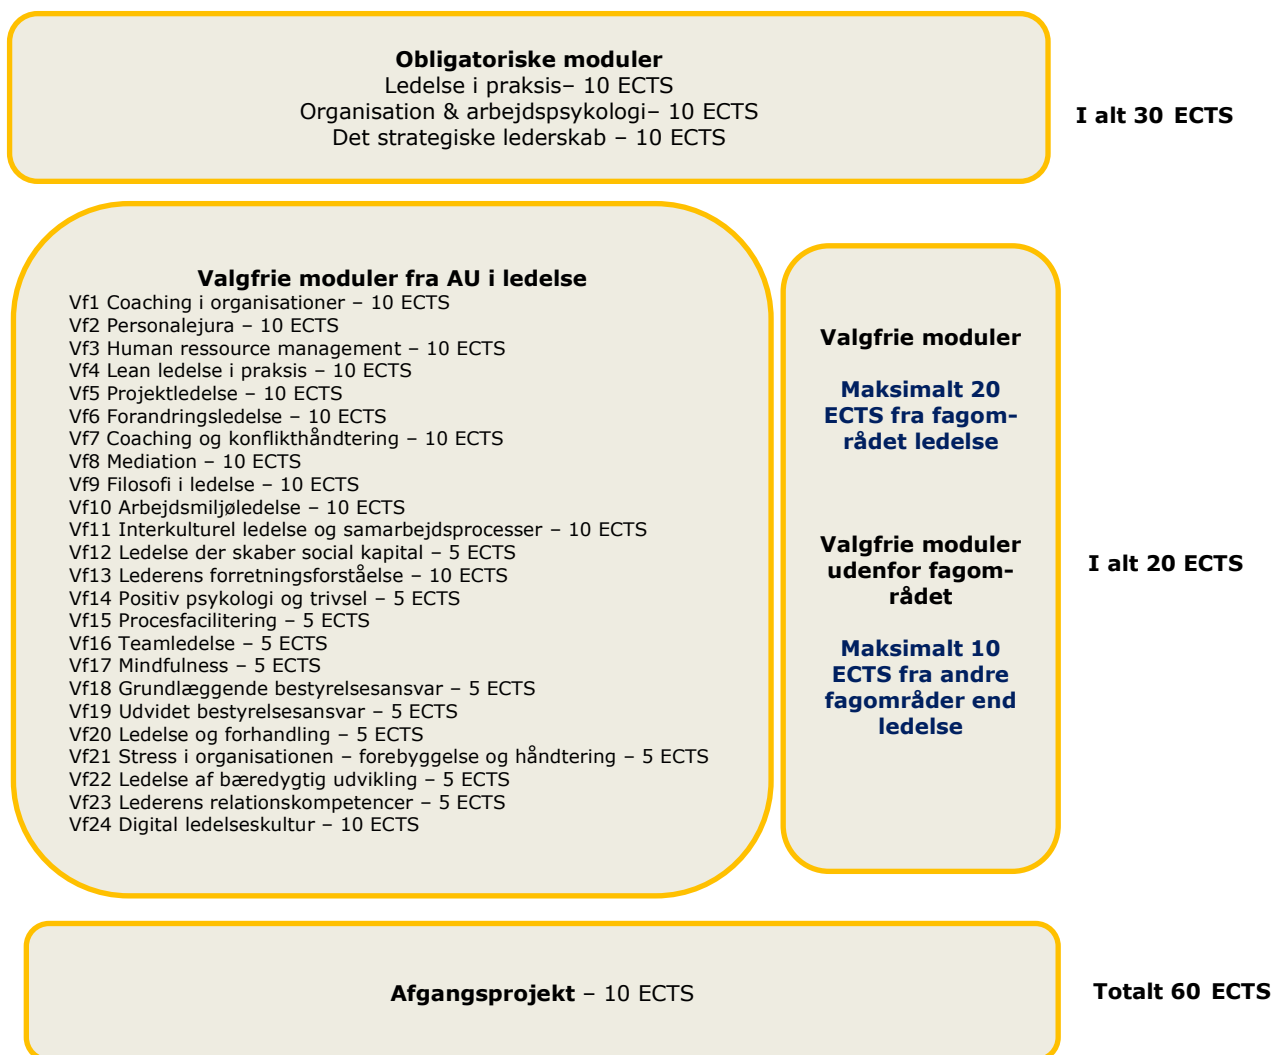 Obligatoriske moduler
Ledelse i praksis– 10 ECTS
Organisation & arbejdspsykologi– 10 ECTS
Det strategiske lederskab – 10 ECTS
I alt 30 ECTS
Valgfrie moduler fra AU i ledelse
Vf1 Coaching i organisationer – 10 ECTS
Vf2 Personalejura – 10 ECTS
Vf3 Human ressource management – 10 ECTS
Vf4 Lean ledelse i praksis – 10 ECTS
Vf5 Projektledelse – 10 ECTS
Vf6 Forandringsledelse – 10 ECTS
Vf7 Coaching og konflikthåndtering – 10 ECTS
Vf8 Mediation – 10 ECTS
Vf9 Filosofi i ledelse – 10 ECTS
Vf10 Arbejdsmiljøledelse – 10 ECTS
Vf11 Interkulturel ledelse og samarbejdsprocesser – 10 ECTS
Vf12 Ledelse der skaber social kapital – 5 ECTS
Vf13 Lederens forretningsforståelse – 10 ECTS
Vf14 Positiv psykologi og trivsel – 5 ECTS
Vf15 Procesfacilitering – 5 ECTS
Vf16 Teamledelse – 5 ECTS
Vf17 Mindfulness – 5 ECTS
Vf18 Grundlæggende bestyrelsesansvar – 5 ECTS
Vf19 Udvidet bestyrelsesansvar – 5 ECTS
Vf20 Ledelse og forhandling – 5 ECTS
Vf21 Stress i organisationen – forebyggelse og håndtering – 5 ECTS
Vf22 Ledelse af bæredygtig udvikling – 5 ECTS
Vf23 Lederens relationskompetencer – 5 ECTS
Vf24 Digital ledelseskultur – 10 ECTS
Valgfrie moduler
Maksimalt 20
ECTS fra fagom-
rådet ledelse
Valgfrie moduler
udenfor fagom-
rådet
Maksimalt 10
ECTS fra andre
fagområder end
ledelse
I alt 20 ECTS
Afgangsprojekt – 10 ECTS
Totalt 60 ECTS